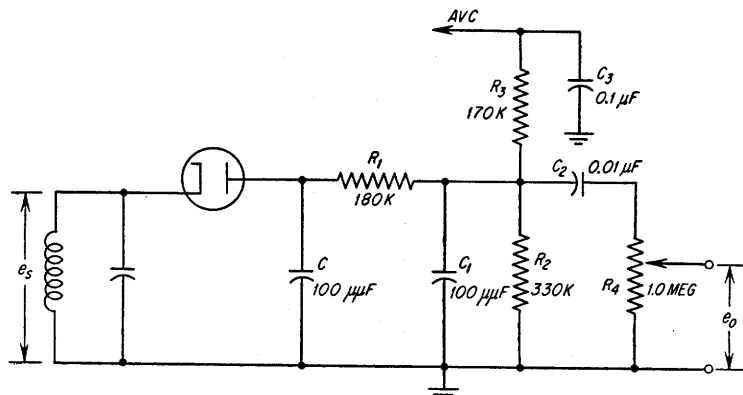 AVC
R3
170K
C3
0.1 µF
R1
180K
C2
0.01 µF
es
C
100 µµF
C1
100 µµF
R2
330K
R4
1.0 MEG
eo